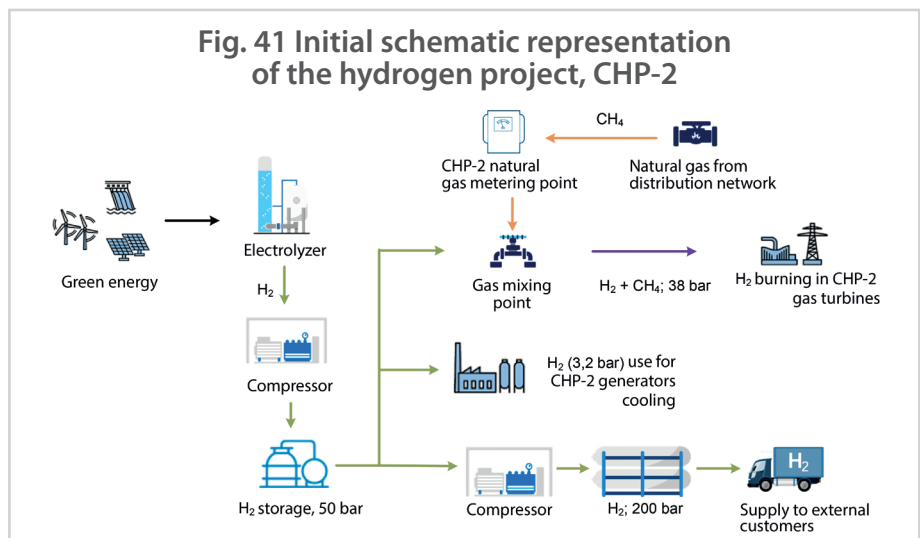 Fig. 41 Initial schematic representation
of the hydrogen project, CHP-2
CH₄
CHP-2 natural
gas metering point
Natural gas from
distribution network
Green energy
Electrolyzer
H₂
Gas mixing
point
H₂ + CH₄; 38 bar
H₂ burning in CHP-2
gas turbines
Compressor
H₂ (3,2 bar) use for
CHP-2 generators
cooling
H₂ storage, 50 bar
Compressor
H₂; 200 bar
H₂
Supply to external
customers